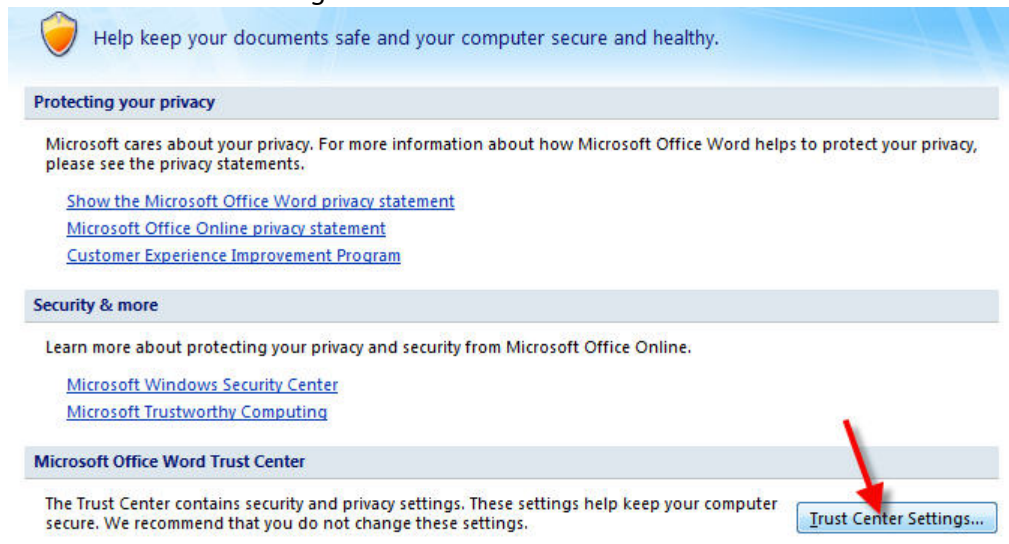 Help keep your documents safe and your computer secure and healthy.
Protecting your privacy
Microsoft cares about your privacy. For more information about how Microsoft Office Word helps to protect your privacy,
please see the privacy statements.
Show the Microsoft Office Word privacy statement
Microsoft Office Online privacy statement
Customer Experience Improvement Program
Security & more
Learn more about protecting your privacy and security from Microsoft Office Online.
Microsoft Windows Security Center
Microsoft Trustworthy Computing
Microsoft Office Word Trust Center
The Trust Center contains security and privacy settings. These settings help keep your computer
secure. We recommend that you do not change these settings.
Trust Center Settings...